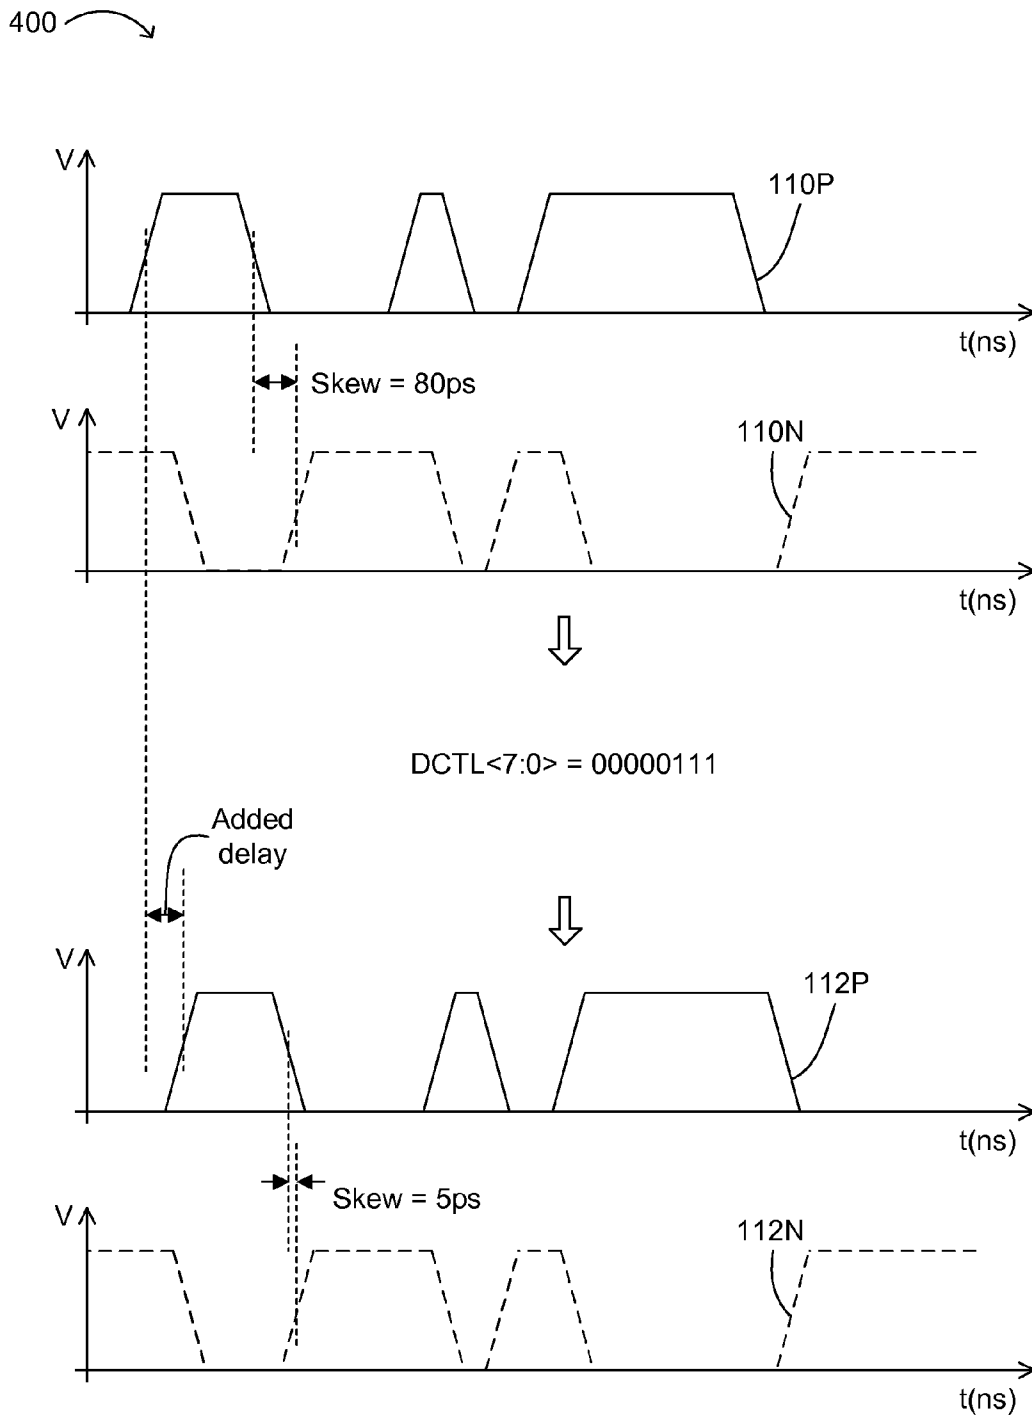 400
V
110P
t(ns)
Skew = 80ps
V
110N
t(ns)
DCTL<7:0> = 00000111
Added
delay
V
112P
t(ns)
Skew = 5ps
V
112N
t(ns)